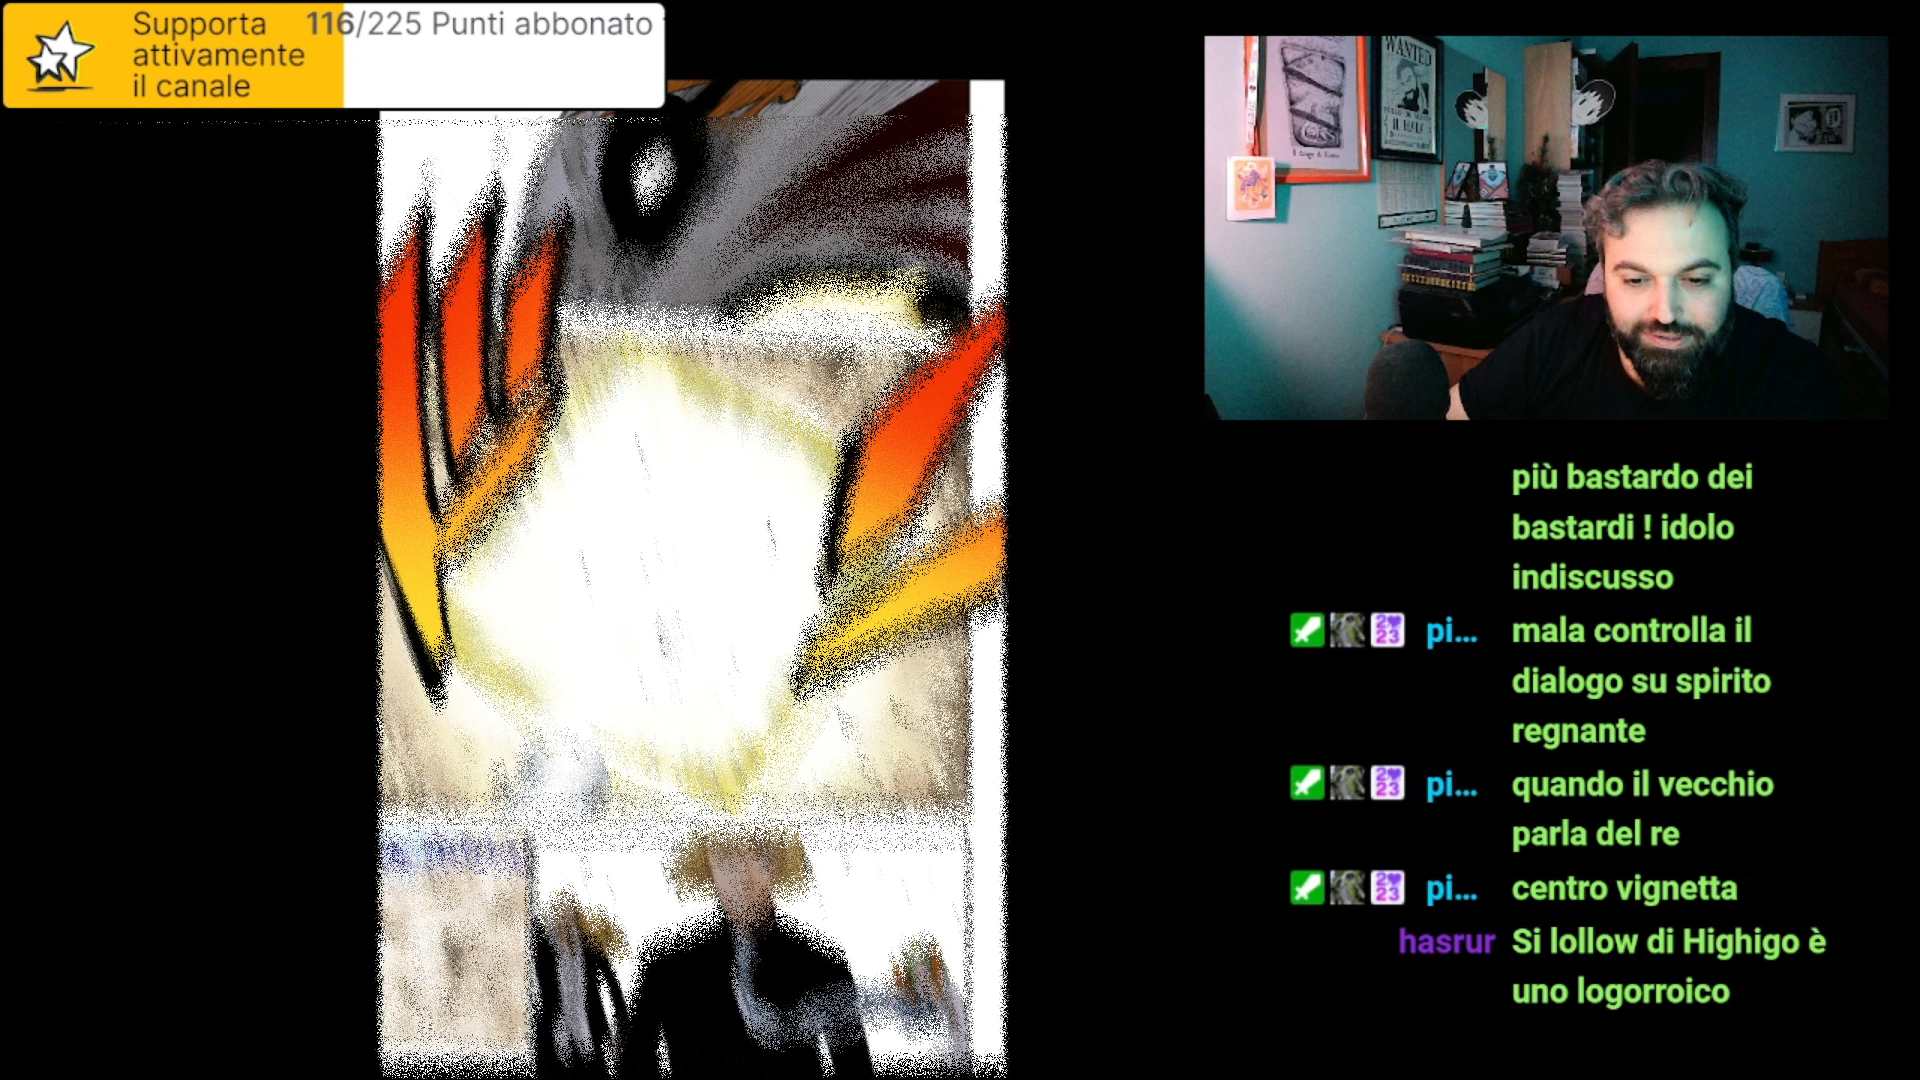 Supporta
attivamente
il canale
116/225 Punti abbonato
WANTED
più bastardo dei
bastardi ! idolo
indiscusso
pi... mala controlla il
dialogo su spirito
regnante
pi... quando il vecchio
parla del re
pi... centro vignetta
hasrur Si lollow di Highigo è
uno logorroico